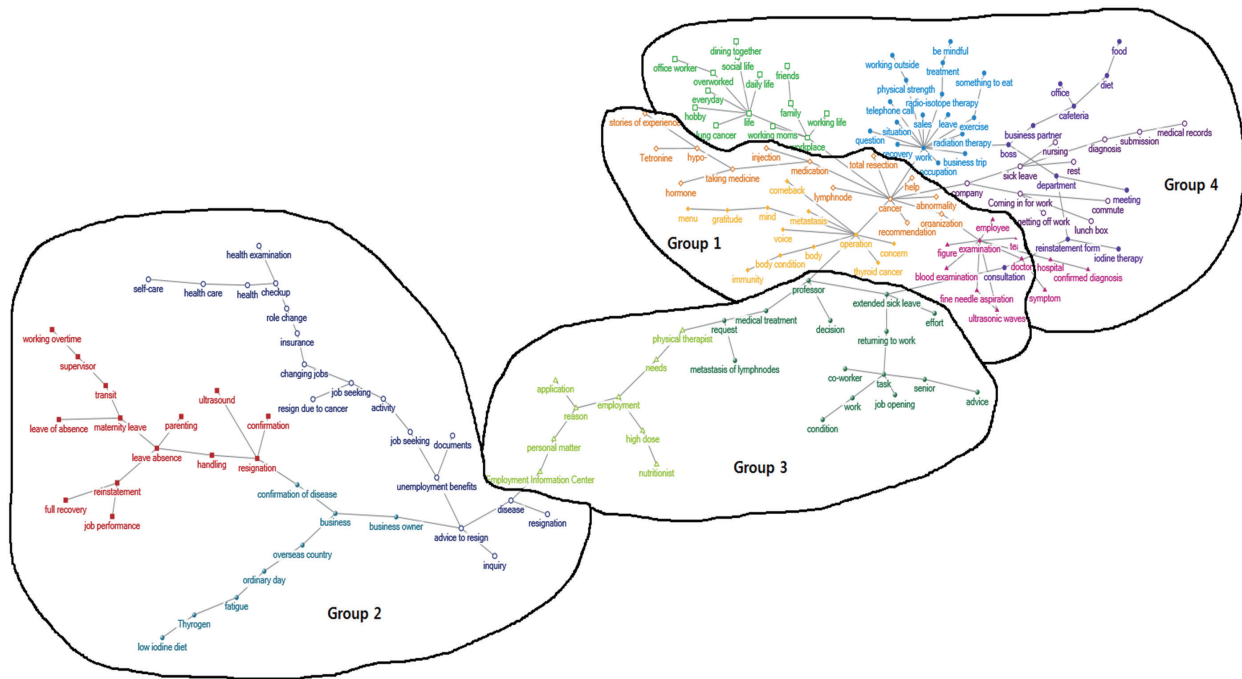 dining together
social life
office worker
overworked
daily life
friends
everyday
hobby
life
family
lung cancer
working moms
working life
workplace
be mindful
working outside
treatment
something to eat
physical strength
radio-isotope therapy
telephone call
sales
leave
exercise
situation
question
radiation therapy
recovery
work
business trip
occupation
food
diet
office
cafeteria
business partner
boss
nursing
diagnosis
submission
medical records
sick leave
rest
company
department
Coming in for work
meeting
commute
getting off work
lunch box
reinstatement form
iodine therapy
Group 4
stories of experience
Tetronine
hypo-
injection
medication
total resection
taking medicine
hormone
comeback
lymphnode
help
cancer
abnormality
organization
recommendation
menu
gratitude
mind
metastasis
voice
operation
body
concern
body condition
immunity
thyroid cancer
Group 1
employee
figure
examination
doctor
hospital
confirmed diagnosis
blood examination
consultation
symptom
fine needle aspiration
ultrasonic waves
professor
extended sick leave
medical treatment
decision
effort
request
physical therapist
returning to work
metastasis of lymphnodes
needs
co-worker
task
senior
application
advice
employment
work
job opening
reason
condition
high dose
personal matter
nutritionist
Employment Information Center
Group 3
health examination
self-care
health care
health
checkup
role change
insurance
changing jobs
job seeking
resign due to cancer
activity
job seeking
documents
unemployment benefits
disease
resignation
advice to resign
inquiry
working overtime
supervisor
transit
ultrasound
leave of absence
maternity leave
parenting
confirmation
leave absence
handling
resignation
reinstatement
full recovery
job performance
confirmation of disease
business
business owner
overseas country
ordinary day
fatigue
Thyrogen
low iodine diet
Group 2